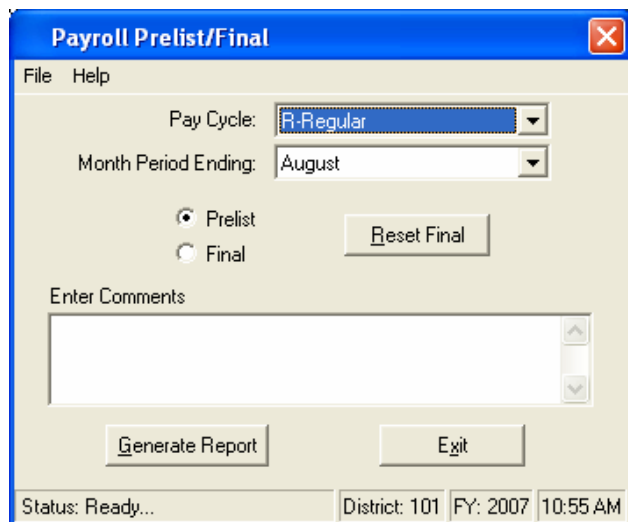 Payroll Prelist/Final
File Help
Pay Cycle: R-Regular
Month Period Ending: August
Prelist
Reset Final
Final
Enter Comments
Generate Report Exit
Status: Ready... District: 101 FY: 2007 10:55 AM